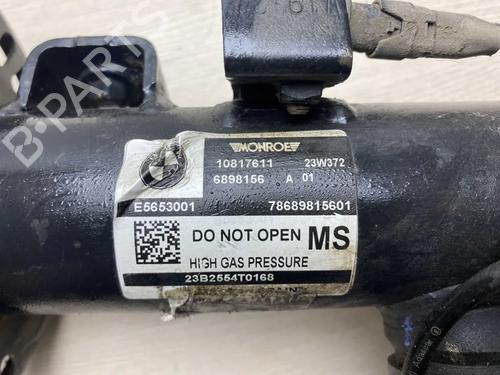 MONROE
10817611 23W372
6898156 A 01
E5653001 78689815601
DO NOT OPEN MS
HIGH GAS PRESSURE
23B2554T0168
B-PARTS